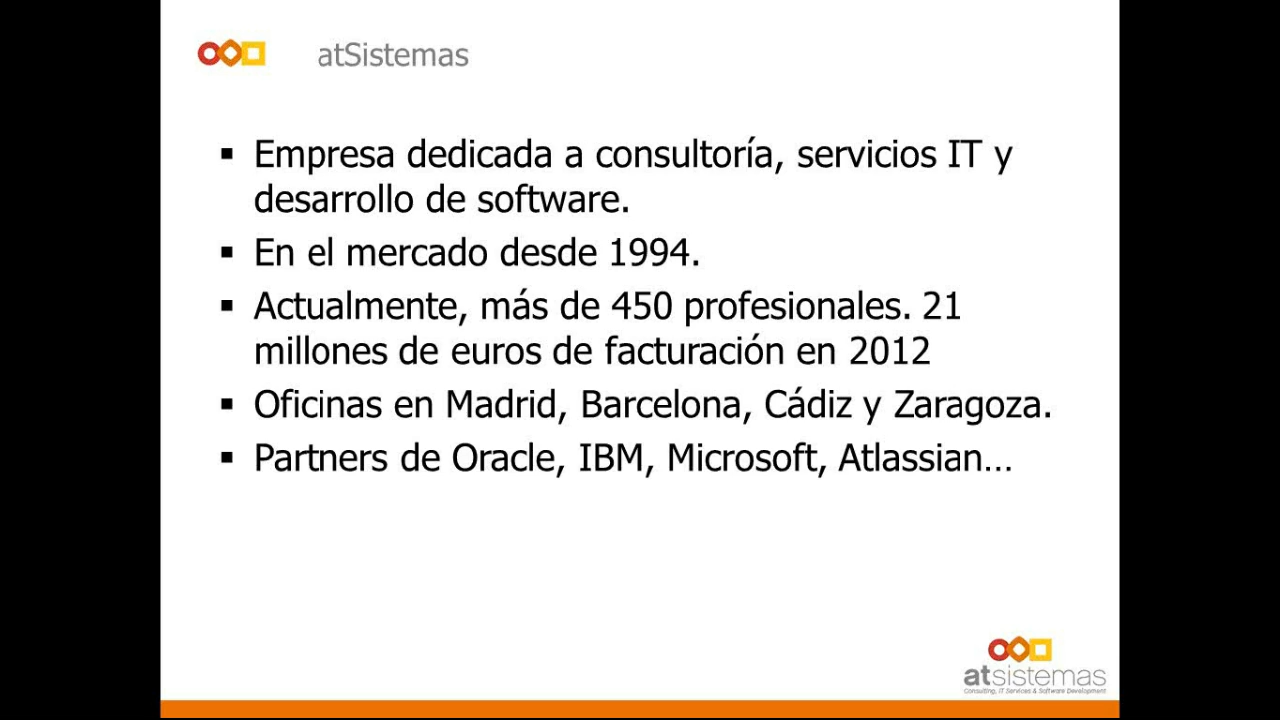 atSistemas
▪ Empresa dedicada a consultoría, servicios IT y
desarrollo de software.
▪ En el mercado desde 1994.
▪ Actualmente, más de 450 profesionales. 21
millones de euros de facturación en 2012
▪ Oficinas en Madrid, Barcelona, Cádiz y Zaragoza.
▪ Partners de Oracle, IBM, Microsoft, Atlassian…
atsistemas
Consulting, IT Services & Software Development